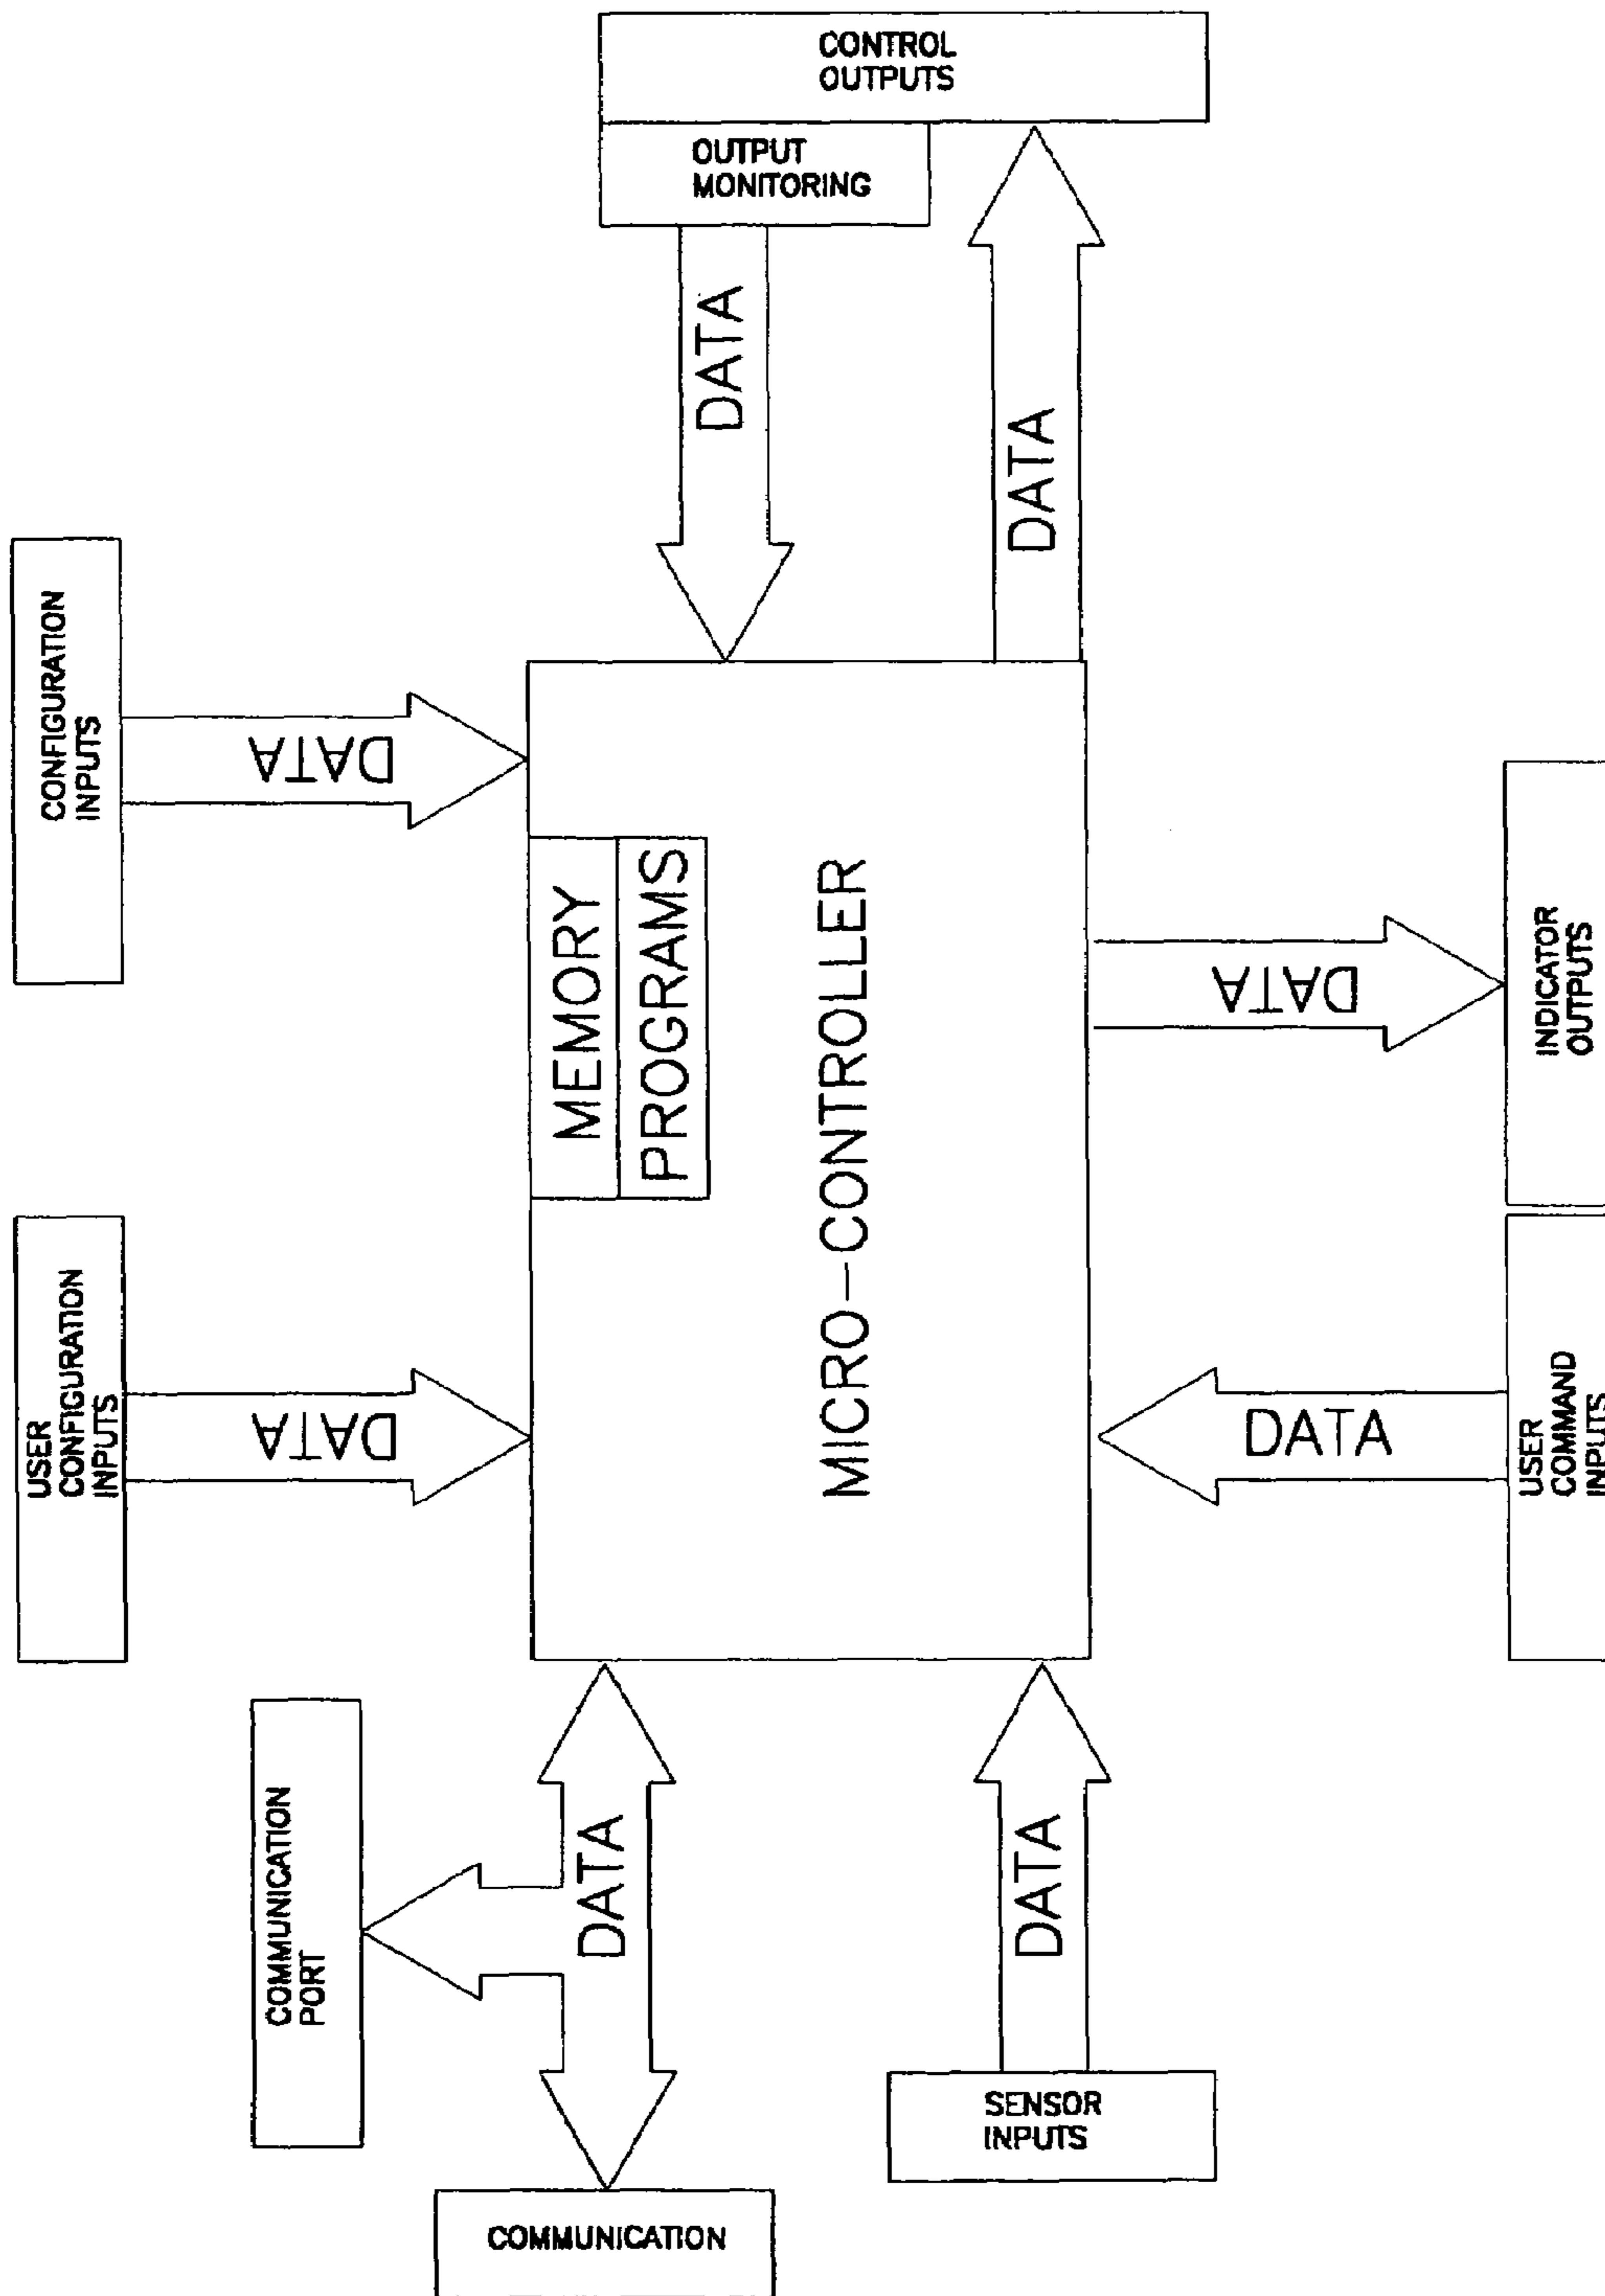 CONTROL
OUTPUTS
OUTPUT
MONITORING
DATA
DATA
CONFIGURATION
INPUTS
DATA
MEMORY
PROGRAMS
MICRO-CONTROLLER
DATA
INDICATOR
OUTPUTS
USER
CONFIGURATION
INPUTS
DATA
DATA
USER
COMMAND
INPUTS
COMMUNICATION
PORT
DATA
DATA
SENSOR
INPUTS
COMMUNICATION